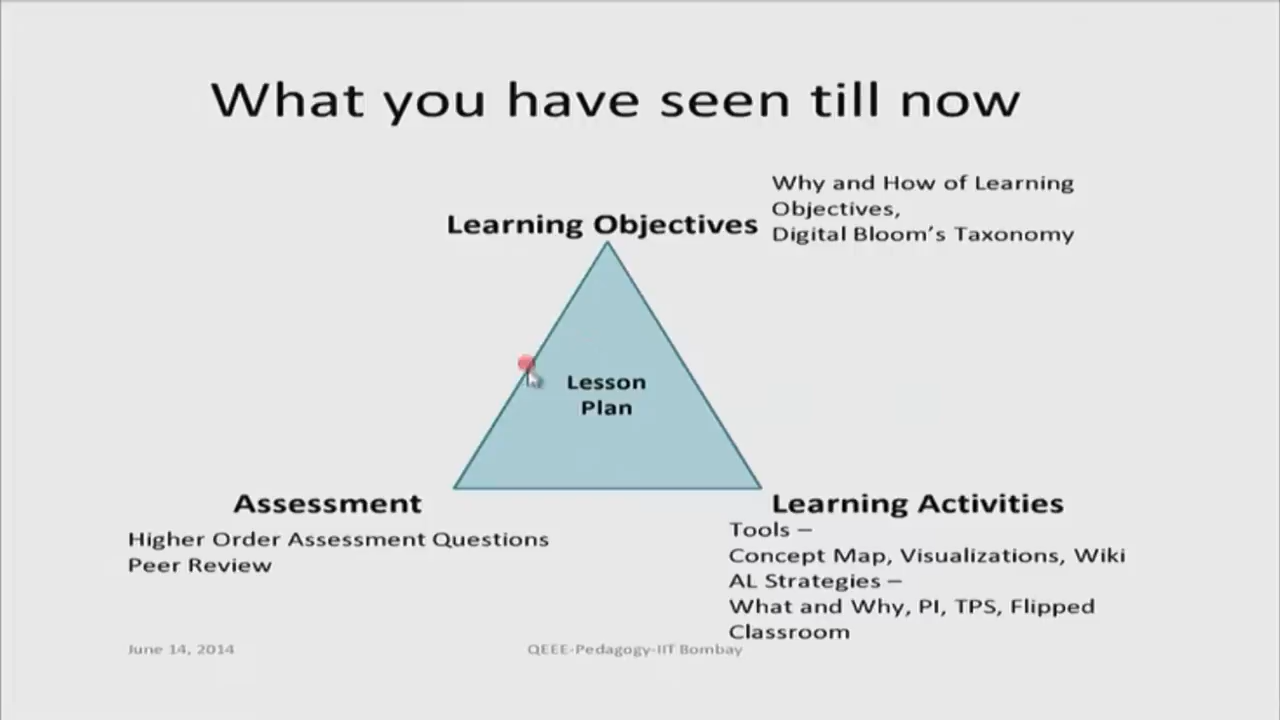 What you have seen till now
Why and How of Learning
Objectives,
Digital Bloom's Taxonomy
Learning Objectives
Lesson
Plan
Assessment
Higher Order Assessment Questions
Peer Review
Learning Activities
Tools –
Concept Map, Visualizations, Wiki
AL Strategies –
What and Why, PI, TPS, Flipped
Classroom
June 14, 2014
QEEE-Pedagogy-IIT Bombay